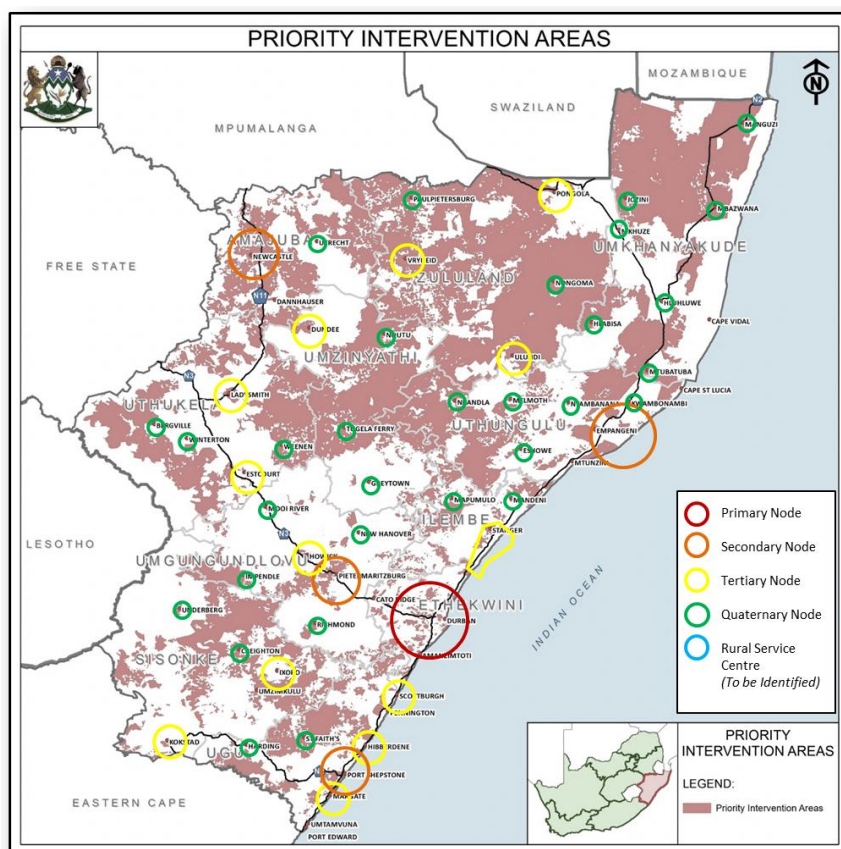 PRIORITY INTERVENTION AREAS
MOZAMBIQUE
SWAZILAND
MPUMALANGA
N
N2
MANGUZI
PONGOLA
PAULPIETERSBURG
JOZINI
MBAZWANA
MKHUZE
UMKHANYAKUDE
AMAJUBA
UTRECHT
NEWCASTLE
VRYHEID
ZULULAND
FREE STATE
NONGOMA
N11
DANNHAUSER
HLUHLUWE
CAPE VIDAL
DUNDEE
HLABISA
NQUTU
UMZINYATHI
ULUNDI
N3
MTUBATUBA
CAPE ST LUCIA
LADYSMITH
UTHUKELA
NKANDLA
MELMOTH
NTAMBANANA
KWAMBONAMBI
BERGVILLE
WINTERTON
TUGELA FERRY
UTHUNGULU
EMPANGENI
WEENEN
ESHOWE
MTUNZINI
ESTCOURT
GREYTOWN
MAPUMULO
MANDENI
MOOI RIVER
ILEMBE
STANGER
N3
NEW HANOVER
LESOTHO
HOWICK
UMGUNGUNDLOVU
IMPENDLE
PIETERMARITZBURG
CATO RIDGE
ETHEKWINI
UNDERBERG
DURBAN
RICHMOND
INDIAN OCEAN
SISONKE
CREIGHTON
AMANZIMTOTI
IXOPO
UMZIMKULU
SCOTTBURGH
PENNINGTON
KOKSTAD
HARDING
ST FAITH'S
HIBBERDENE
UGU
PORT SHEPSTONE
MARGATE
EASTERN CAPE
UMTAMVUNA
PORT EDWARD
Primary Node
Secondary Node
Tertiary Node
Quaternary Node
Rural Service
Centre
(To be Identified)
PRIORITY
INTERVENTION AREAS
LEGEND:
Priority Intervention Areas